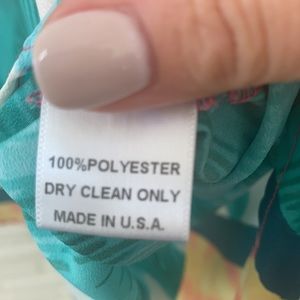 100%POLYESTER
DRY CLEAN ONLY
MADE IN U.S.A.